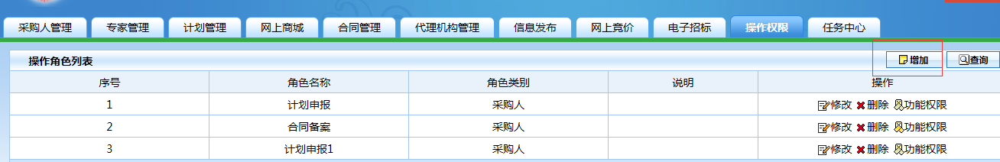 采购人管理 专家管理 计划管理 网上商城 合同管理 代理机构管理 信息发布 网上竞价 电子招标 操作权限 任务中心
操作角色列表 增加 查询
序号 角色名称 角色类别 说明 操作
1 计划申报 采购人 修改 删除 功能权限
2 合同备案 采购人 修改 删除 功能权限
3 计划申报1 采购人 修改 删除 功能权限